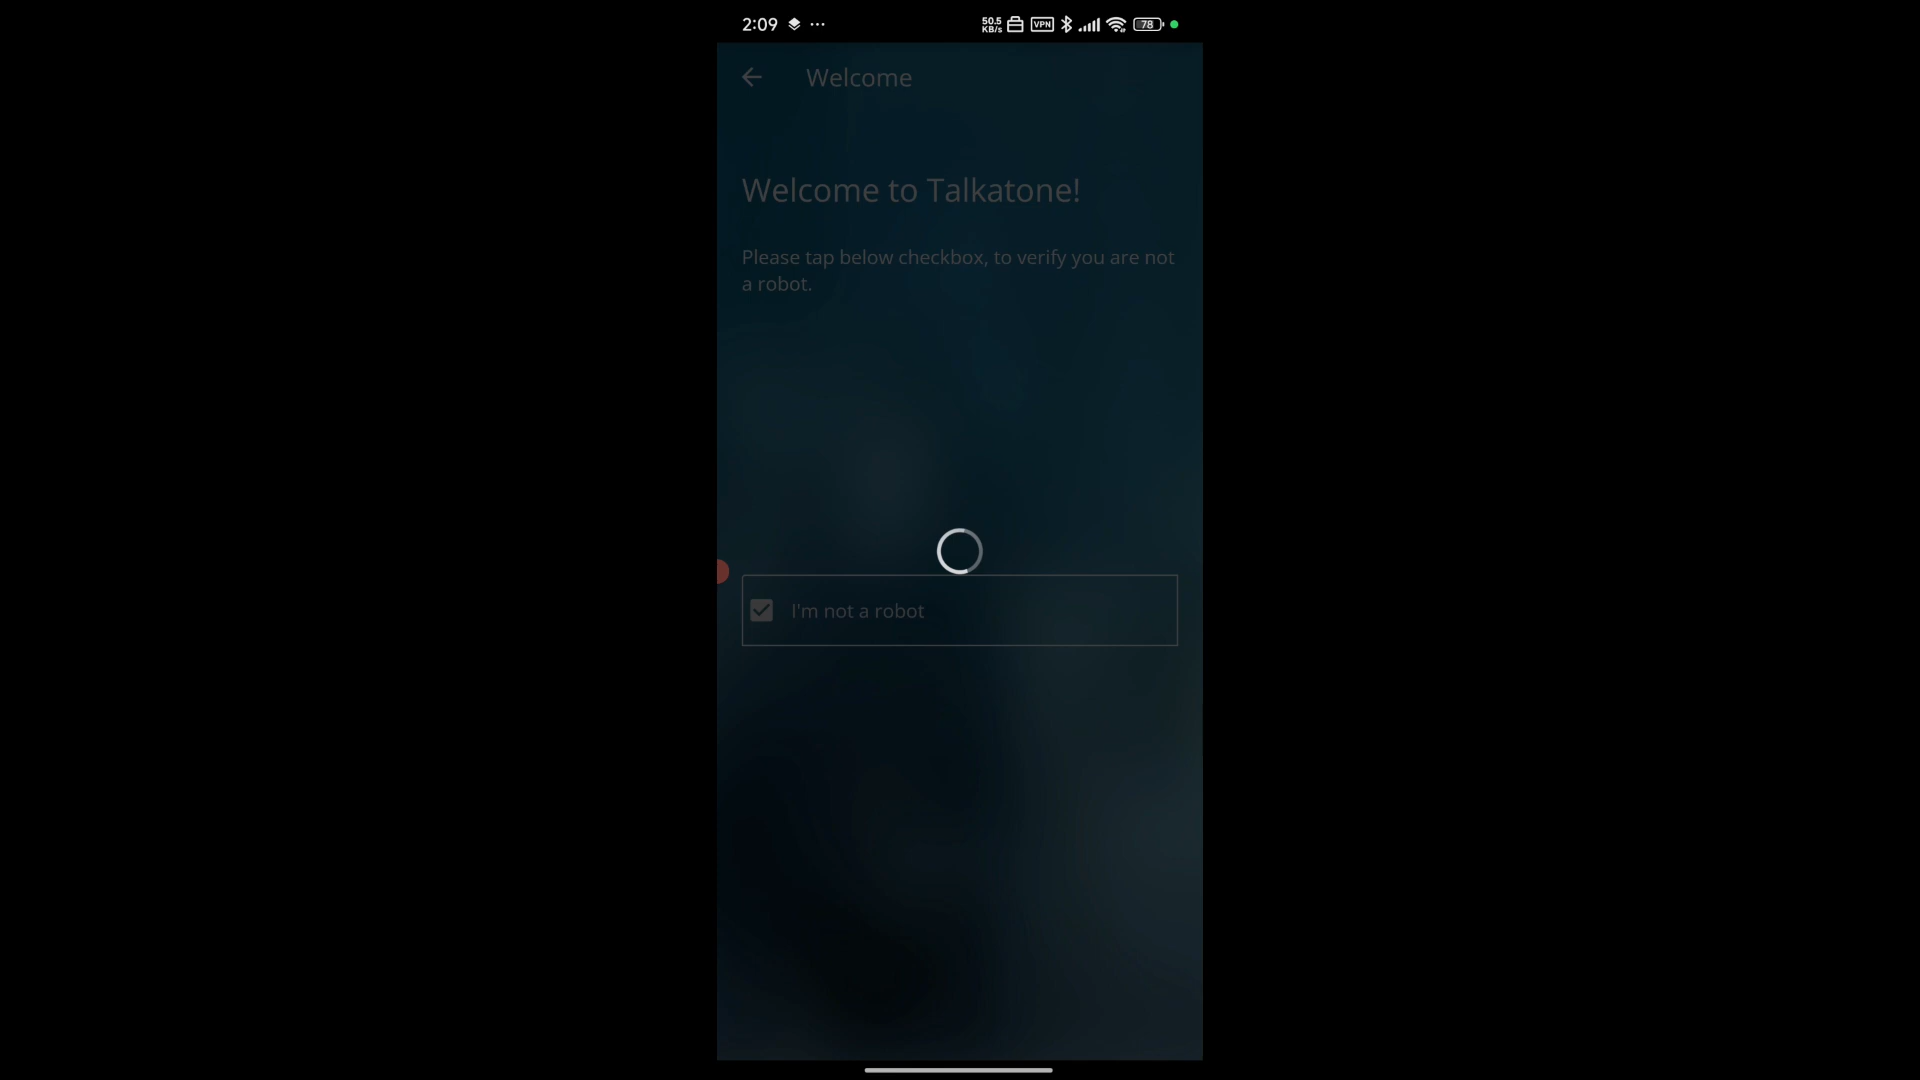 2:09
50.5
KB/s
VPN
78
Welcome
Welcome to Talkatone!
Please tap below checkbox, to verify you are not
a robot.
I'm not a robot